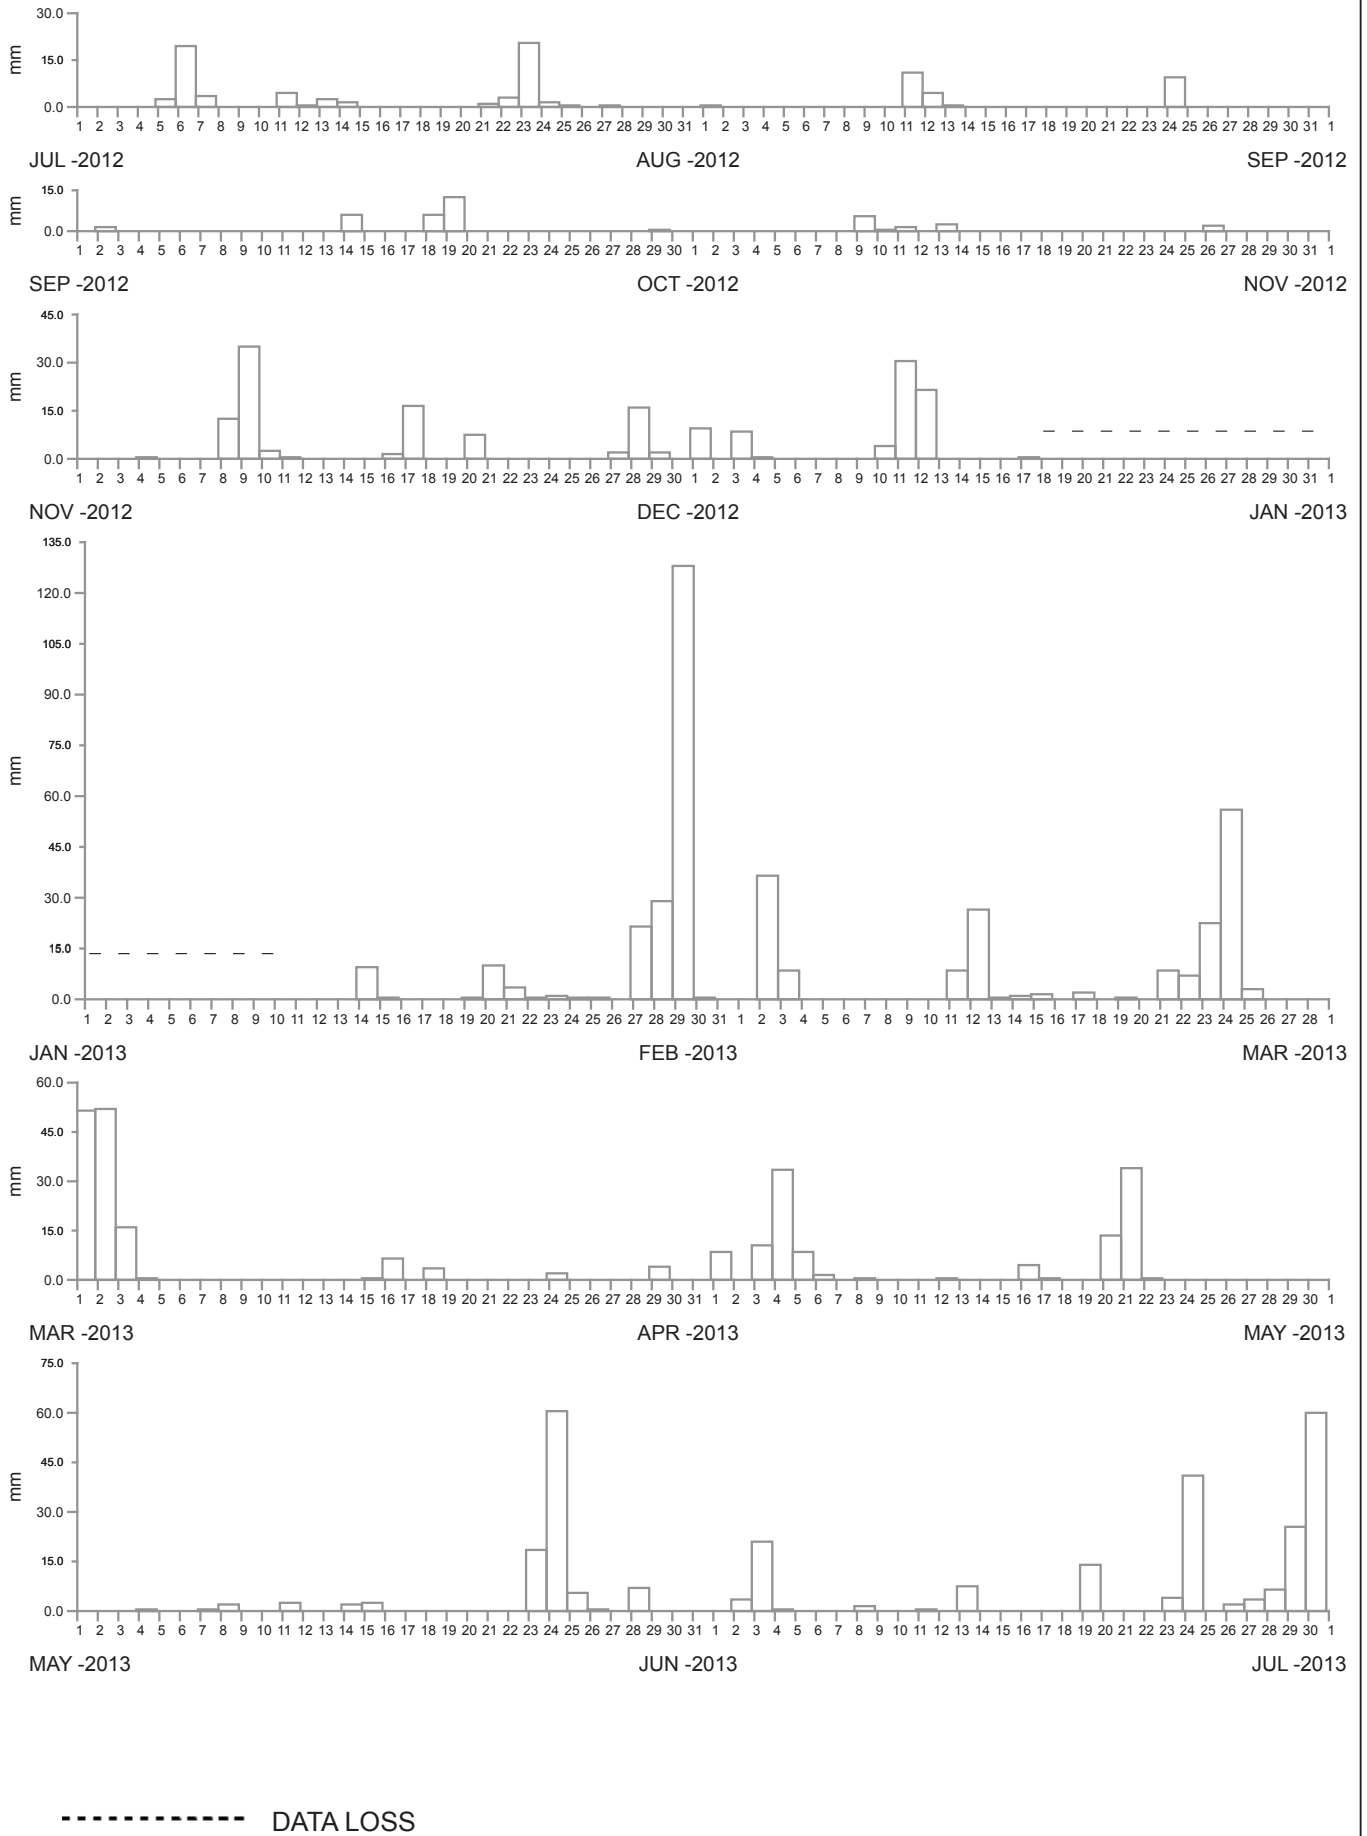 30.0
15.0
0.0
mm
1 2 3 4 5 6 7 8 9 10 11 12 13 14 15 16 17 18 19 20 21 22 23 24 25 26 27 28 29 30 31 1 2 3 4 5 6 7 8 9 10 11 12 13 14 15 16 17 18 19 20 21 22 23 24 25 26 27 28 29 30 31 1
JUL -2012 AUG -2012 SEP -2012
15.0
0.0
mm
1 2 3 4 5 6 7 8 9 10 11 12 13 14 15 16 17 18 19 20 21 22 23 24 25 26 27 28 29 30 1 2 3 4 5 6 7 8 9 10 11 12 13 14 15 16 17 18 19 20 21 22 23 24 25 26 27 28 29 30 31 1
SEP -2012 OCT -2012 NOV -2012
45.0
30.0
15.0
0.0
mm
1 2 3 4 5 6 7 8 9 10 11 12 13 14 15 16 17 18 19 20 21 22 23 24 25 26 27 28 29 30 1 2 3 4 5 6 7 8 9 10 11 12 13 14 15 16 17 18 19 20 21 22 23 24 25 26 27 28 29 30 31 1
NOV -2012 DEC -2012 JAN -2013
135.0
120.0
105.0
90.0
75.0
60.0
45.0
30.0
15.0
0.0
mm
1 2 3 4 5 6 7 8 9 10 11 12 13 14 15 16 17 18 19 20 21 22 23 24 25 26 27 28 29 31 1 2 3 4 5 6 7 8 9 10 11 12 13 14 15 16 17 18 19 20 21 22 23 24 25 26 27 28 1
JAN -2013 FEB -2013 MAR -2013
60.0
45.0
30.0
15.0
0.0
mm
1 2 3 4 5 6 7 8 9 10 11 12 13 14 15 16 17 18 19 20 21 22 23 24 25 26 27 28 29 30 31 1 2 3 4 5 6 7 8 9 10 11 12 13 14 15 16 17 18 19 20 21 22 23 24 25 26 27 28 29 30 1
MAR -2013 APR -2013 MAY -2013
75.0
60.0
45.0
30.0
15.0
0.0
mm
1 2 3 4 5 6 7 8 9 10 11 12 13 14 15 16 17 18 19 20 21 22 23 24 25 26 27 28 29 30 31 1 2 3 4 5 6 7 8 9 10 11 12 13 14 15 16 17 18 19 20 21 22 23 24 25 26 27 28 29 30 1
MAY -2013 JUN -2013 JUL -2013
DATA LOSS